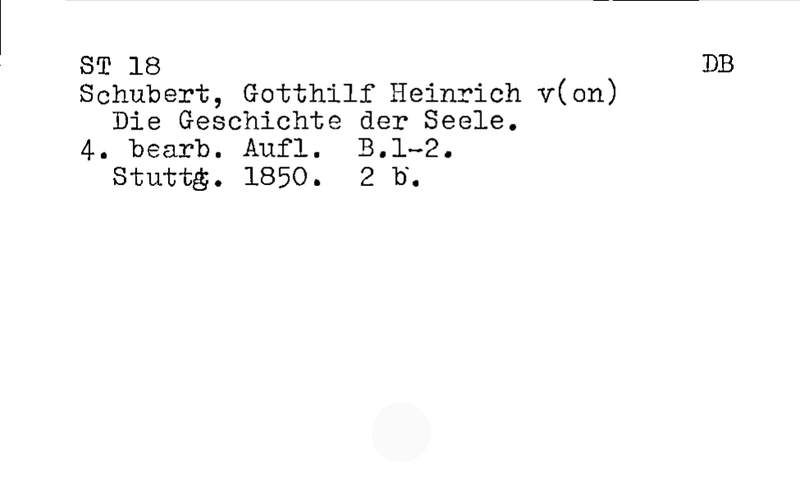 ST 18 DB
Schubert, Gotthilf Heinrich v(on)
Die Geschichte der Seele.
4. bearb. Aufl. B.1-2.
Stuttg. 1850. 2 b.